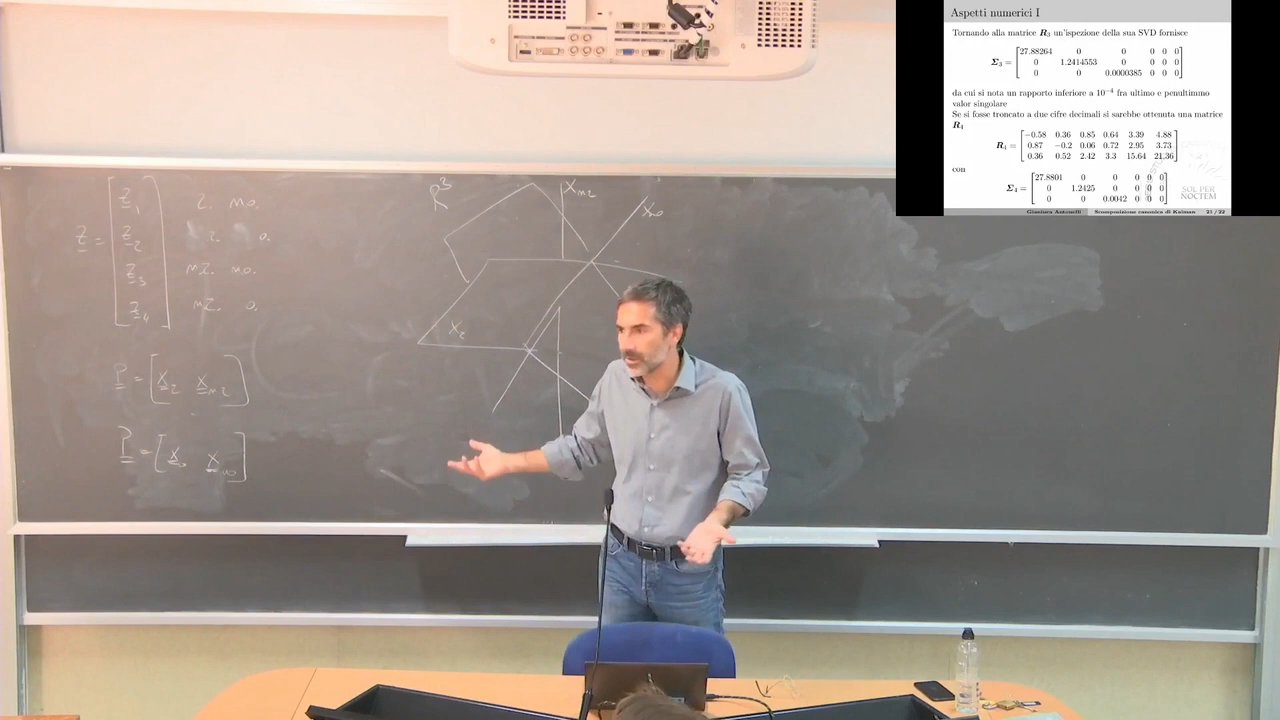 Aspetti numerici I
Tornando alla matrice R₃ un'ispezione della sua SVD fornisce
Σ₃ = [27.88264 0 0 0 0 0
0 1.2414553 0 0 0 0
0 0 0.0000385 0 0 0]
da cui si nota un rapporto inferiore a 10⁻⁴ fra ultimo e penultimmo
valor singolare
Se si fosse troncato a due cifre decimali si sarebbe ottenuta una matrice
R₄
R₄ = [−0.58 0.36 0.85 0.64 3.39 4.88
0.87 −0.2 0.06 0.72 2.95 3.73
0.36 0.52 2.42 3.3 15.64 21.36]
con
Σ₄ = [27.8801 0 0 0 0 0
0 1.2425 0 0 0 0
0 0 0.0042 0 0 0]
SOL PER
NOCTEM
Gianluca Antonelli Scomposizione canonica di Kalman 21/22
Z = [Z₁ Z₂ Z₃ Z₄]
no.
o.
no.
o.
R³
P = [X₂ X
P = [X X